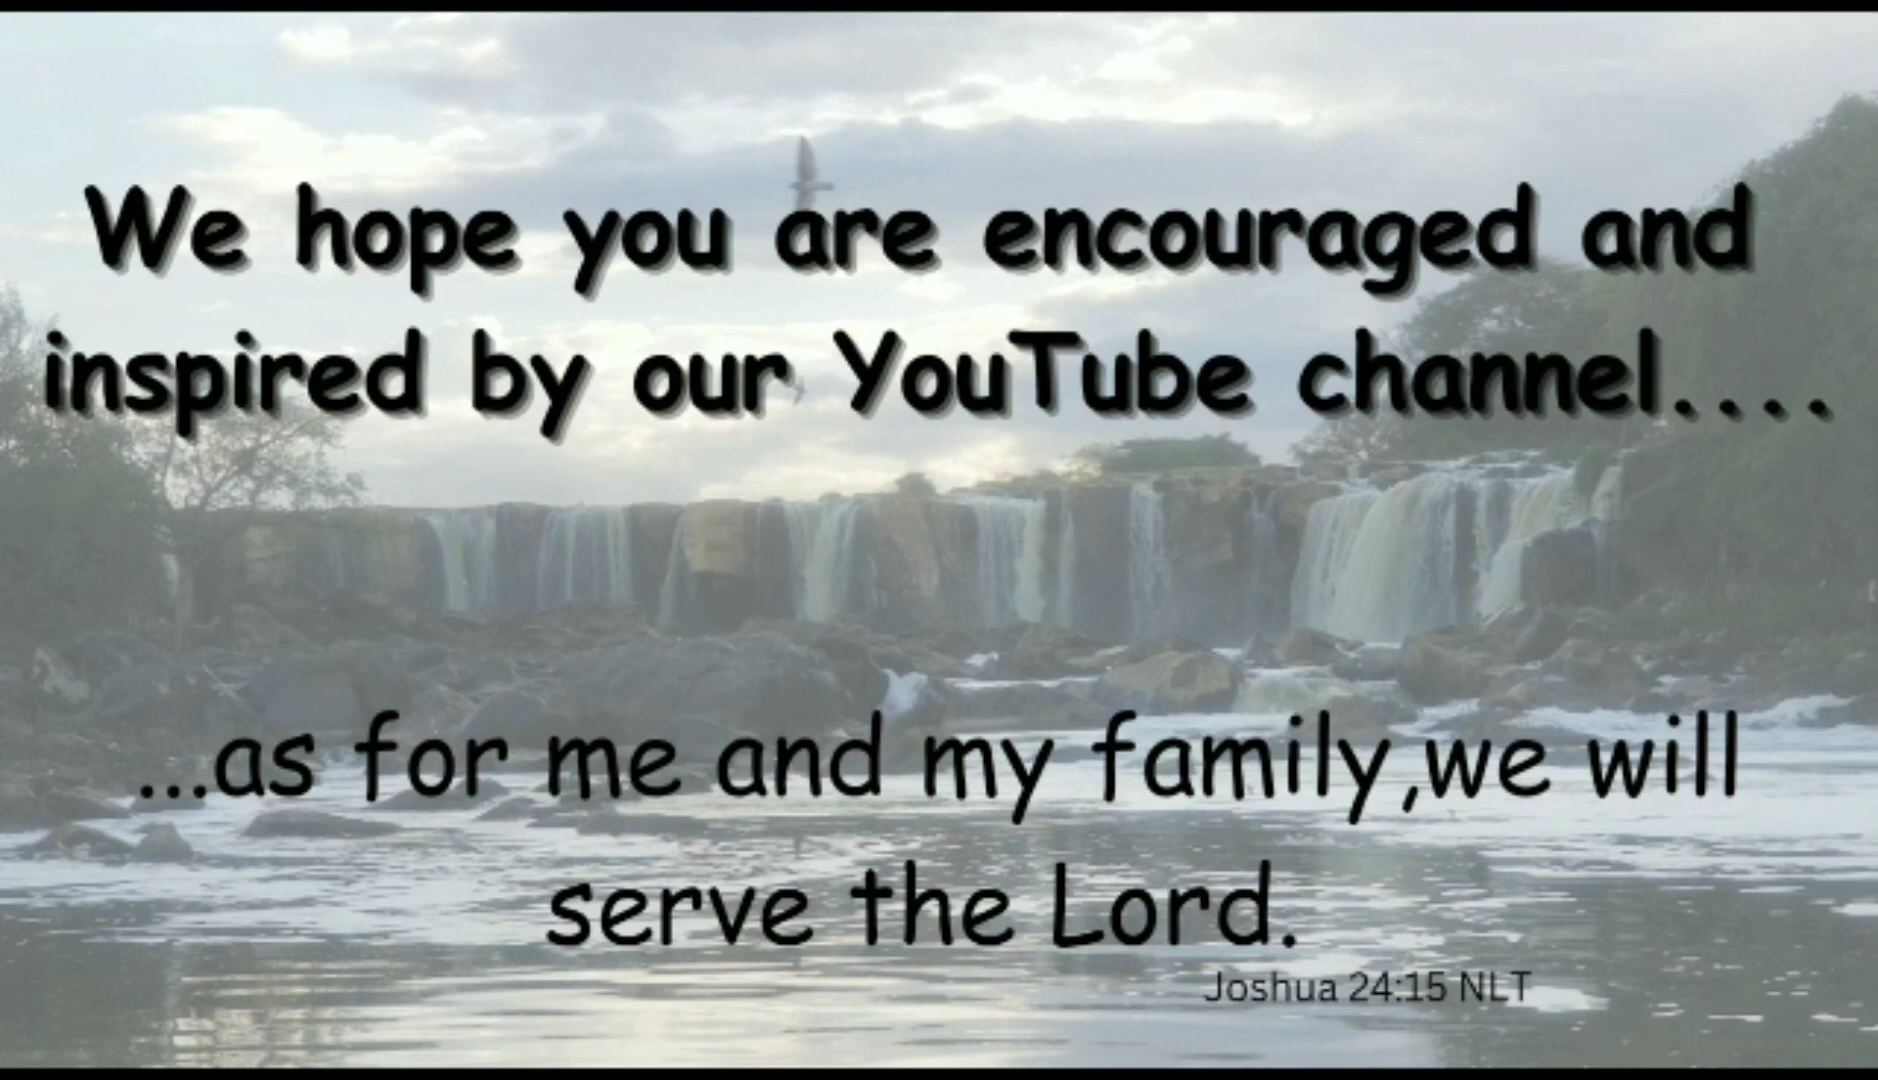 We hope you are encouraged and
inspired by our YouTube channel....
...as for me and my family,we will
serve the Lord.
Joshua 24:15 NLT